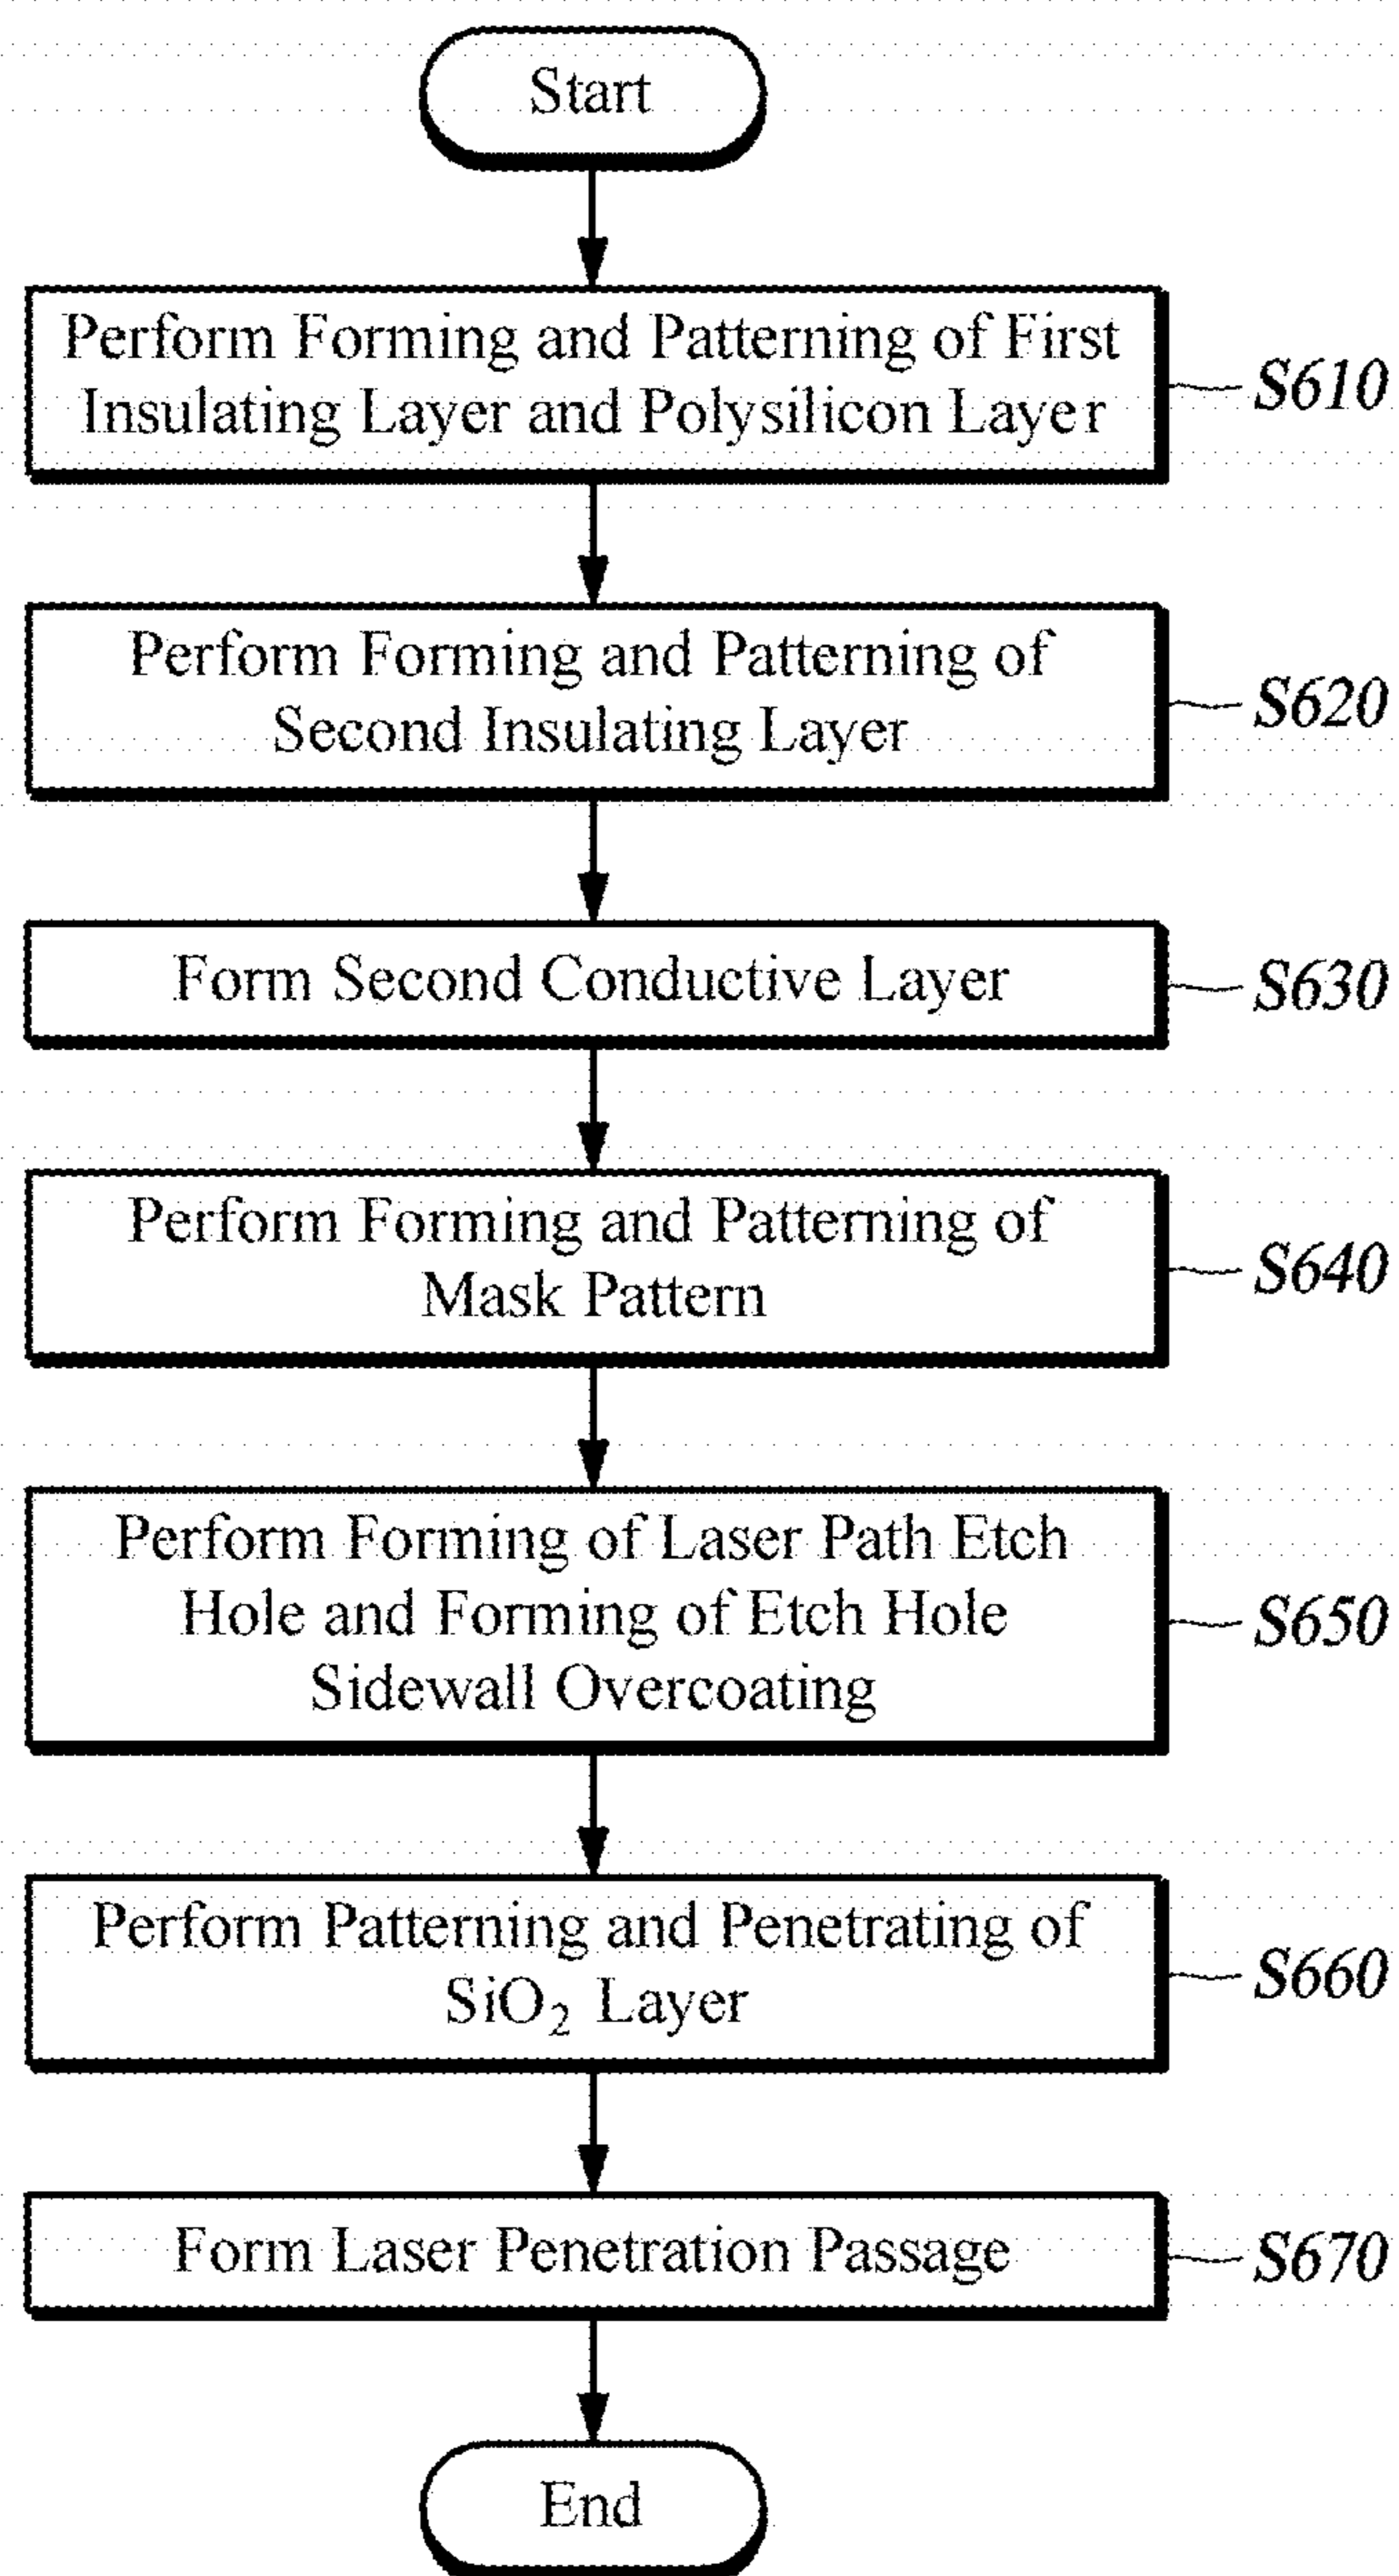 Start
Perform Forming and Patterning of First
Insulating Layer and Polysilicon Layer
S610
Perform Forming and Patterning of
Second Insulating Layer
S620
Form Second Conductive Layer
S630
Perform Forming and Patterning of
Mask Pattern
S640
Perform Forming of Laser Path Etch
Hole and Forming of Etch Hole
Sidewall Overcoating
S650
Perform Patterning and Penetrating of
SiO₂ Layer
S660
Form Laser Penetration Passage
S670
End